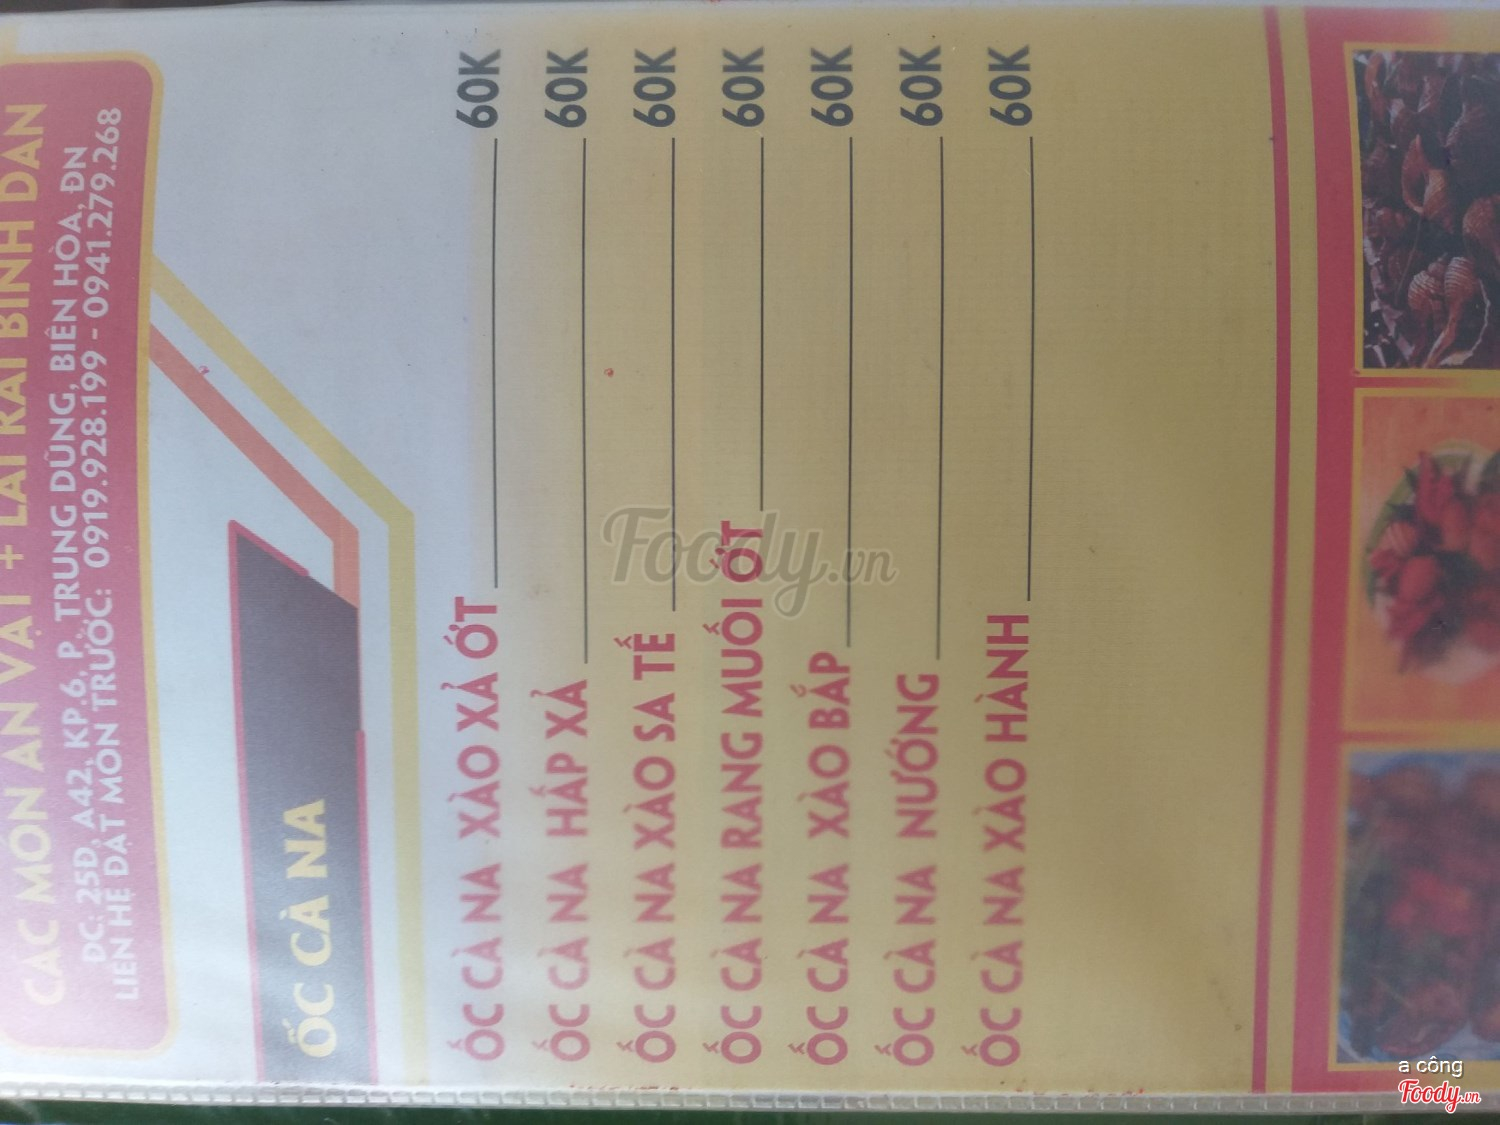 CÁC MÓN ĂN VẶT + LAI RAI BÌNH DÂN
ĐC: 25Đ, A42, KP.6, P. TRUNG DŨNG, BIÊN HÒA, ĐN
LIÊN HỆ ĐẶT MÓN TRƯỚC: 0919.928.199 - 0941.279.268
ỐC CÀ NA
ỐC CÀ NA XÀO XẢ ỚT 60K
ỐC CÀ NA HẤP XẢ 60K
ỐC CÀ NA XÀO SA TẾ 60K
ỐC CÀ NA RANG MUỐI ỚT 60K
ỐC CÀ NA XÀO BẮP 60K
ỐC CÀ NA NƯỚNG 60K
ỐC CÀ NA XÀO HÀNH 60K
Foody.vn
a công
Foody.vn